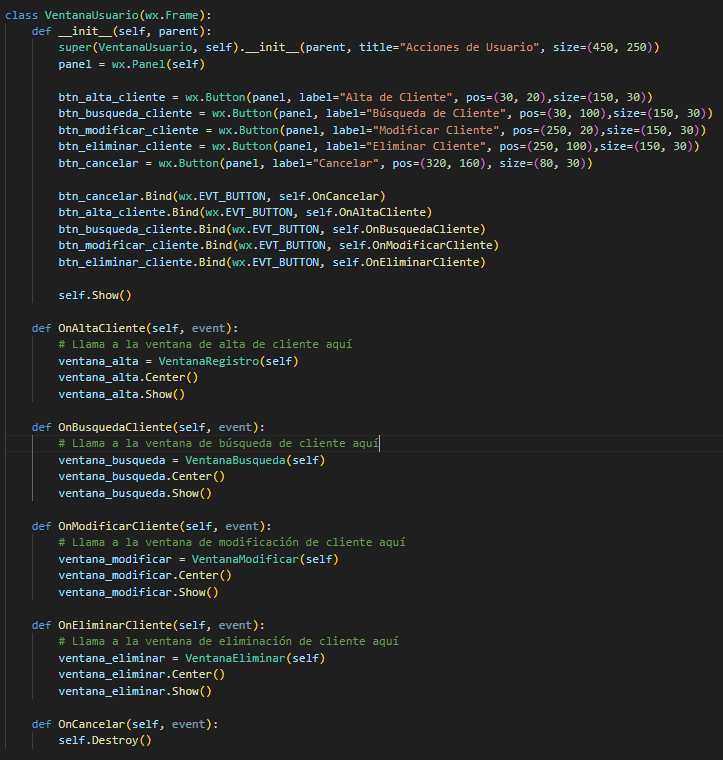 class VentanaUsuario(wx.Frame):
    def __init__(self, parent):
        super(VentanaUsuario, self).__init__(parent, title="Acciones de Usuario", size=(450, 250))
        panel = wx.Panel(self)

        btn_alta_cliente = wx.Button(panel, label="Alta de Cliente", pos=(30, 20),size=(150, 30))
        btn_busqueda_cliente = wx.Button(panel, label="Búsqueda de Cliente", pos=(30, 100),size=(150, 30))
        btn_modificar_cliente = wx.Button(panel, label="Modificar Cliente", pos=(250, 20),size=(150, 30))
        btn_eliminar_cliente = wx.Button(panel, label="Eliminar Cliente", pos=(250, 100),size=(150, 30))
        btn_cancelar = wx.Button(panel, label="Cancelar", pos=(320, 160), size=(80, 30))

        btn_cancelar.Bind(wx.EVT_BUTTON, self.OnCancelar)
        btn_alta_cliente.Bind(wx.EVT_BUTTON, self.OnAltaCliente)
        btn_busqueda_cliente.Bind(wx.EVT_BUTTON, self.OnBusquedaCliente)
        btn_modificar_cliente.Bind(wx.EVT_BUTTON, self.OnModificarCliente)
        btn_eliminar_cliente.Bind(wx.EVT_BUTTON, self.OnEliminarCliente)

        self.Show()

    def OnAltaCliente(self, event):
        # Llama a la ventana de alta de cliente aquí
        ventana_alta = VentanaRegistro(self)
        ventana_alta.Center()
        ventana_alta.Show()

    def OnBusquedaCliente(self, event):
        # Llama a la ventana de búsqueda de cliente aquí
        ventana_busqueda = VentanaBusqueda(self)
        ventana_busqueda.Center()
        ventana_busqueda.Show()

    def OnModificarCliente(self, event):
        # Llama a la ventana de modificación de cliente aquí
        ventana_modificar = VentanaModificar(self)
        ventana_modificar.Center()
        ventana_modificar.Show()

    def OnEliminarCliente(self, event):
        # Llama a la ventana de eliminación de cliente aquí
        ventana_eliminar = VentanaEliminar(self)
        ventana_eliminar.Center()
        ventana_eliminar.Show()

    def OnCancelar(self, event):
        self.Destroy()